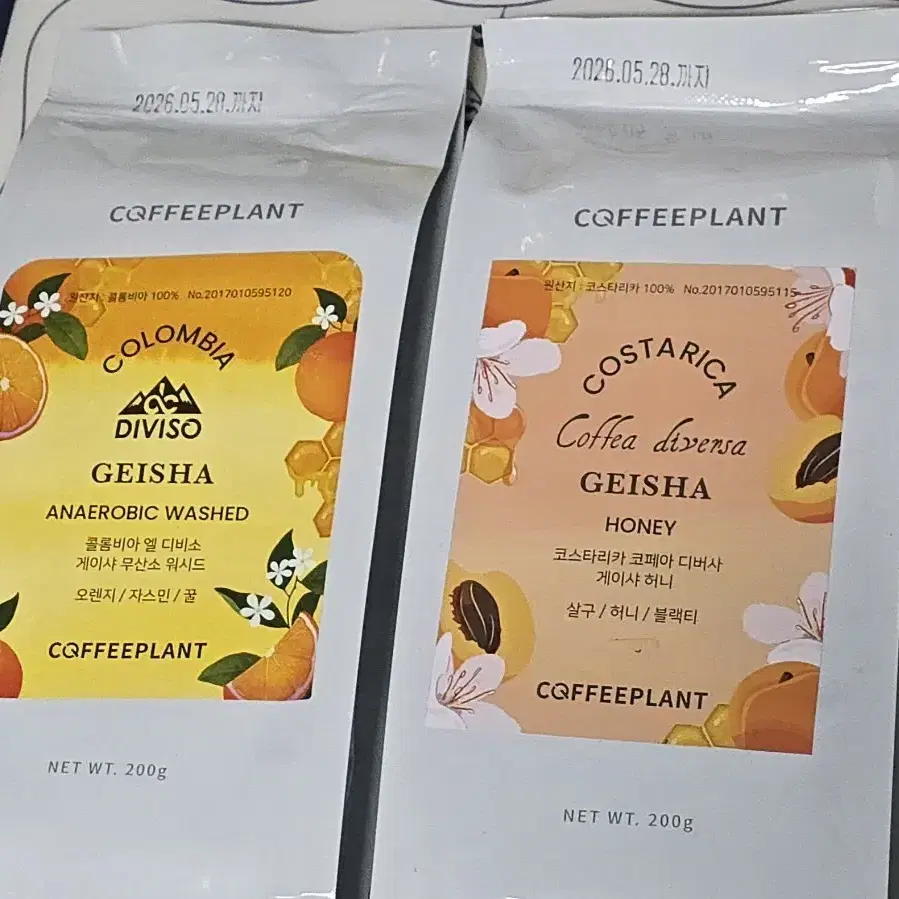 2026.05.28.까지
COFFEEPLANT
원산지 : 콜롬비아 100% No.2017010595120
COLOMBIA
DIVISO
GEISHA
ANAEROBIC WASHED
콜롬비아 엘 디비소
게이샤 무산소 워시드
오렌지 / 자스민 / 꿀
COFFEEPLANT
NET WT. 200g
2026.05.28.까지
COFFEEPLANT
원산지 : 코스타리카 100% No.2017010595115
COSTARICA
Coffea diversa
GEISHA
HONEY
코스타리카 코페아 디버사
게이샤 허니
살구 / 허니 / 블랙티
COFFEEPLANT
NET WT. 200g